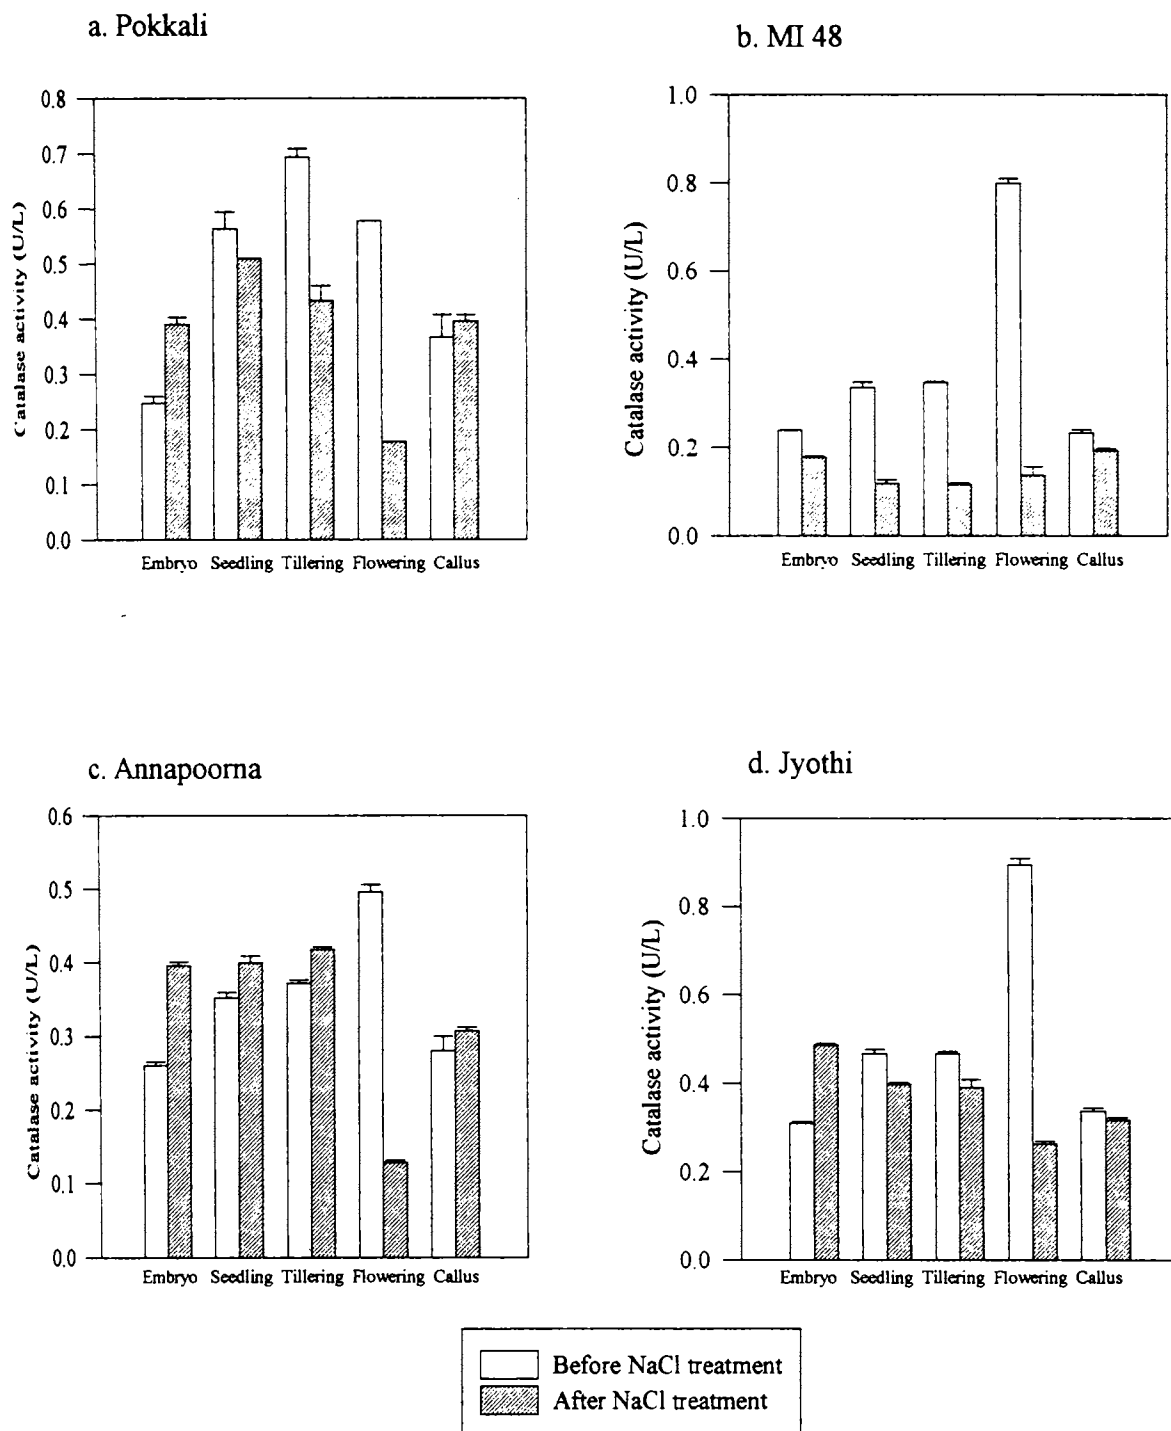 a. Pokkali
0.8
0.7
0.6
0.5
0.4
0.3
0.2
0.1
0.0
Catalase activity (U/L)
Embryo Seedling Tillering Flowering Callus
b. MI 48
1.0
0.8
0.6
0.4
0.2
0.0
Catalase activity (U/L)
Embryo Seedling Tillering Flowering Callus
c. Annapoorna
0.6
0.5
0.4
0.3
0.2
0.1
0.0
Catalase activity (U/L)
Embryo Seedling Tillering Flowering Callus
d. Jyothi
1.0
0.8
0.6
0.4
0.2
0.0
Catalase activity (U/L)
Embryo Seedling Tillering Flowering Callus
Before NaCl treatment
After NaCl treatment